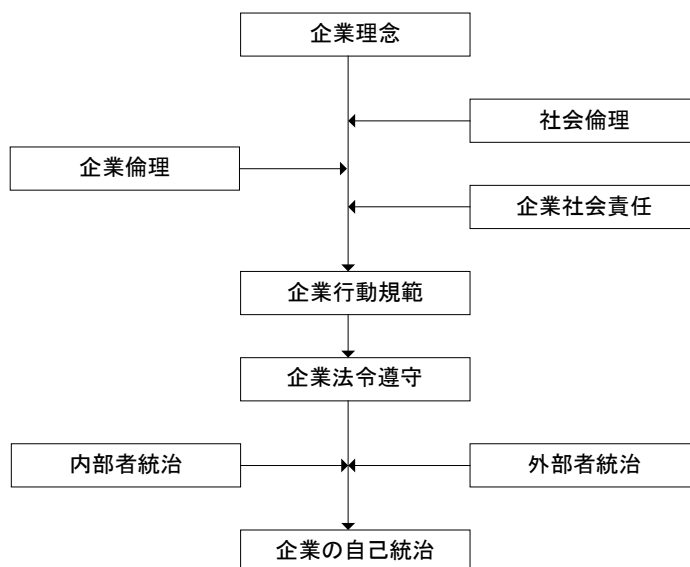 企業理念
社会倫理
企業倫理
企業社会責任
企業行動規範
企業法令遵守
内部者統治
外部者統治
企業の自己統治